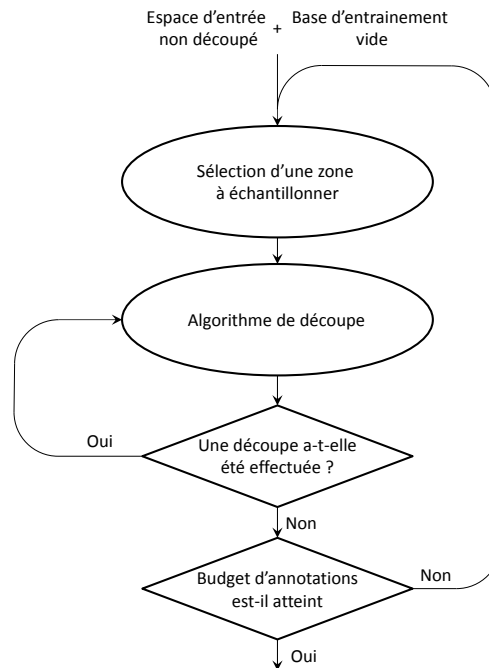 Espace d'entrée + Base d'entrainement
non découpé vide
Sélection d'une zone
à échantillonner
Algorithme de découpe
Oui
Une découpe a-t-elle
été effectuée ?
Non
Budget d'annotations
est-il atteint
Non
Oui